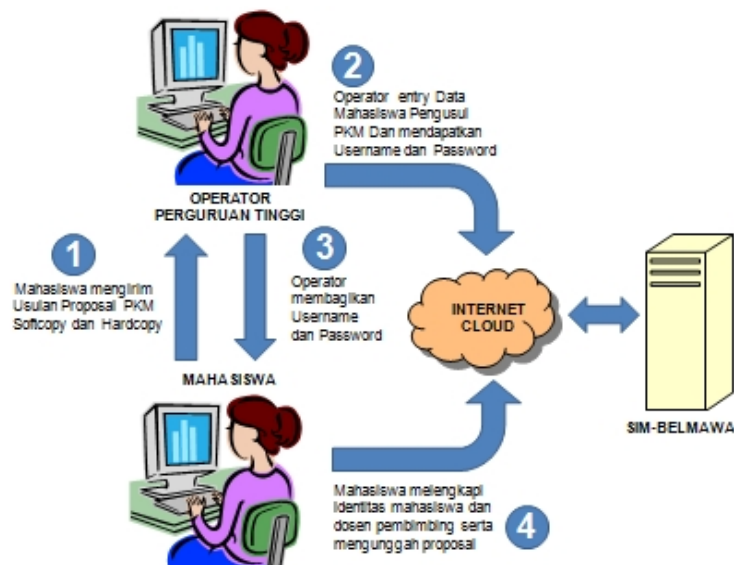 2
Operator entry Data
Mahasiswa Pengusul
PKM Dan mendapatkan
Username dan Password
OPERATOR
PERGURUAN TINGGI
1
Mahasiswa mengirim
Usulan Proposal PKM
Softcopy dan Hardcopy
3
Operator
membagikan
Username
dan Password
INTERNET
CLOUD
SIM-BELMAWA
MAHASISWA
Mahasiswa melengkapi
identitas mahasiswa dan
dosen pembimbing serta
mengunggah proposal
4